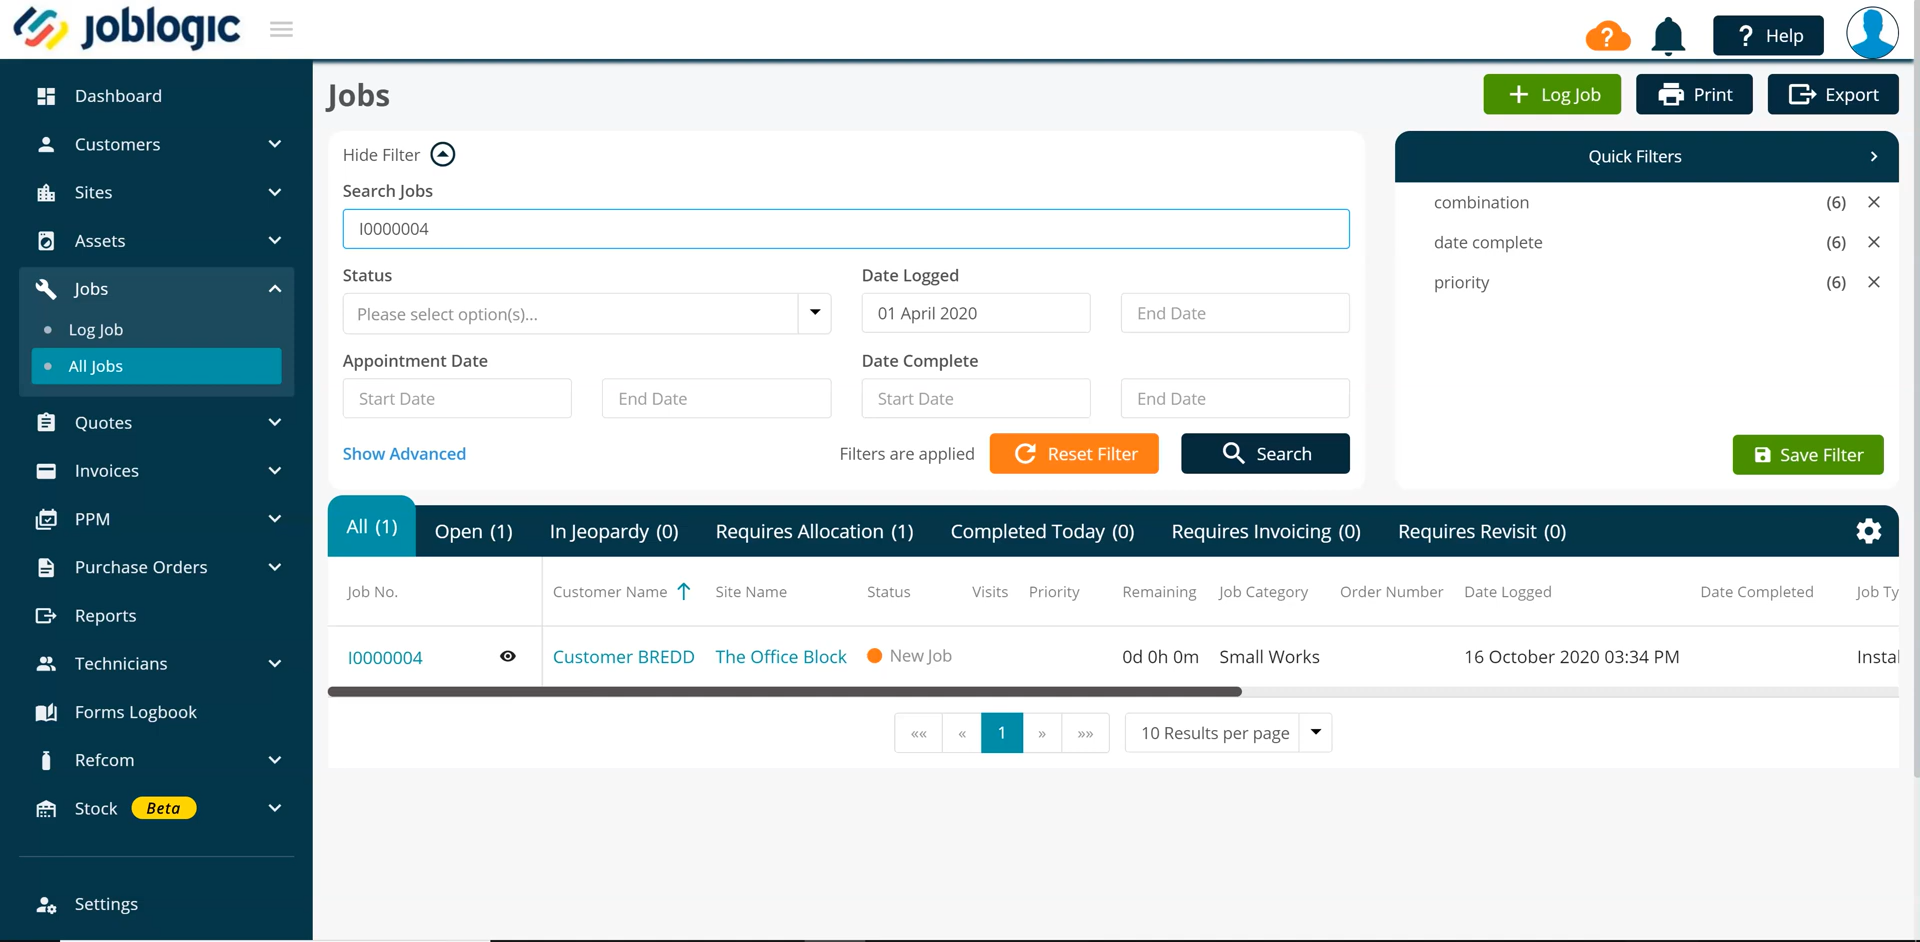 joblogic
? Help
Dashboard
Customers
Sites
Assets
Jobs
Log Job
All Jobs
Quotes
Invoices
PPM
Purchase Orders
Reports
Technicians
Forms Logbook
Refcom
Stock Beta
Settings
Jobs
+ Log Job
Print
Export
Hide Filter
Search Jobs
I0000004
Status
Please select option(s)...
Date Logged
01 April 2020
End Date
Appointment Date
Start Date
End Date
Date Complete
Start Date
End Date
Show Advanced
Filters are applied
Reset Filter
Search
Quick Filters
combination (6)
date complete (6)
priority (6)
Save Filter
All (1) Open (1) In Jeopardy (0) Requires Allocation (1) Completed Today (0) Requires Invoicing (0) Requires Revisit (0)
Job No. Customer Name Site Name Status Visits Priority Remaining Job Category Order Number Date Logged Date Completed Job Ty
I0000004 Customer BREDD The Office Block New Job 0d 0h 0m Small Works 16 October 2020 03:34 PM Instal
«« « 1 » »» 10 Results per page